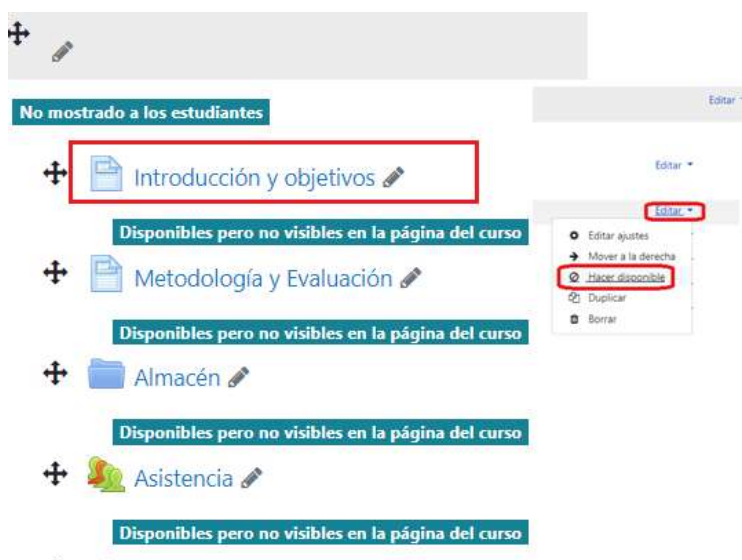 No mostrado a los estudiantes
Editar
Introducción y objetivos
Editar
Disponibles pero no visibles en la página del curso
Editar
Editar ajustes
Mover a la derecha
Hacer disponible
Duplicar
Borrar
Metodología y Evaluación
Disponibles pero no visibles en la página del curso
Almacén
Disponibles pero no visibles en la página del curso
Asistencia
Disponibles pero no visibles en la página del curso